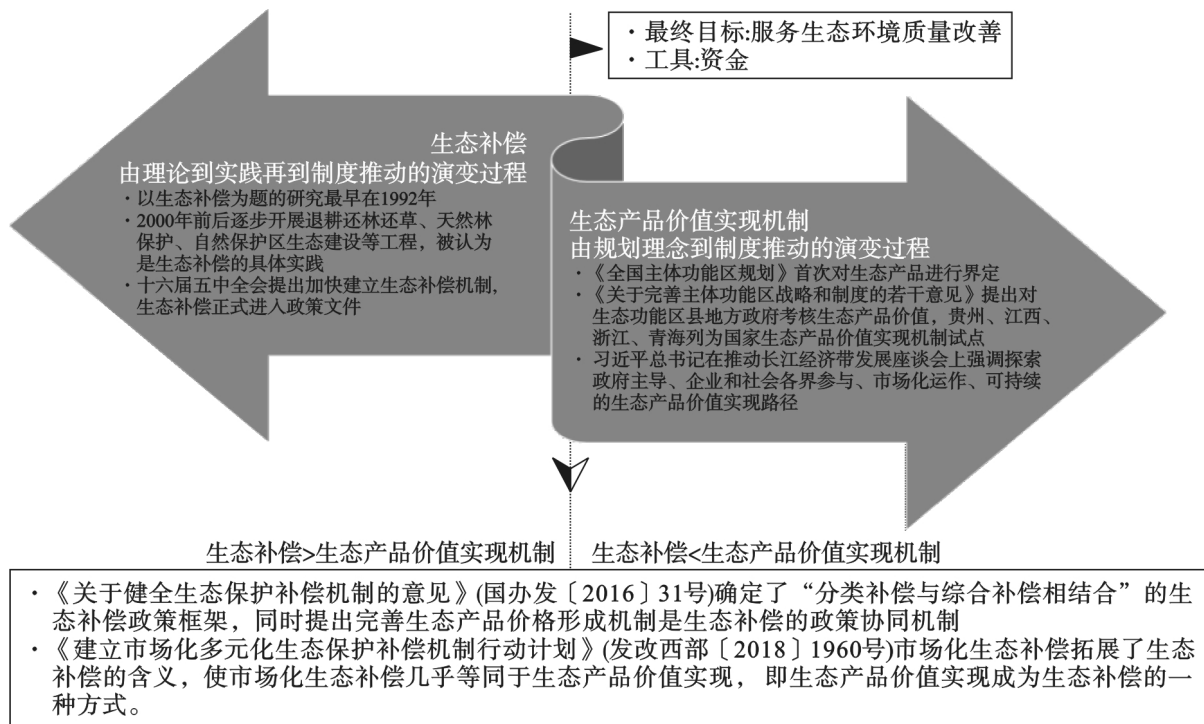 · 最终目标:服务生态环境质量改善
· 工具:资金
生态补偿
由理论到实践再到制度推动的演变过程
· 以生态补偿为题的研究最早在1992年
· 2000年前后逐步开展退耕还林还草、天然林
保护、自然保护区生态建设等工程，被认为
是生态补偿的具体实践
· 十六届五中全会提出加快建立生态补偿机制，
生态补偿正式进入政策文件
生态产品价值实现机制
由规划理念到制度推动的演变过程
· 《全国主体功能区规划》首次对生态产品进行界定
· 《关于完善主体功能区战略和制度的若干意见》提出对
生态功能区县地方政府考核生态产品价值，贵州、江西、
浙江、青海列为国家生态产品价值实现机制试点
· 习近平总书记在推动长江经济带发展座谈会上强调探索
政府主导、企业和社会各界参与、市场化运作、可持续
的生态产品价值实现路径
生态补偿>生态产品价值实现机制
生态补偿<生态产品价值实现机制
· 《关于健全生态保护补偿机制的意见》(国办发〔2016〕31号)确定了“分类补偿与综合补偿相结合”的生
态补偿政策框架，同时提出完善生态产品价格形成机制是生态补偿的政策协同机制
· 《建立市场化多元化生态保护补偿机制行动计划》(发改西部〔2018〕1960号)市场化生态补偿拓展了生态
补偿的含义，使市场化生态补偿几乎等同于生态产品价值实现，即生态产品价值实现成为生态补偿的一
种方式。